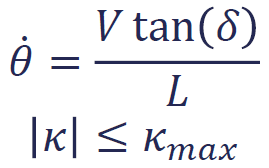 θ̇ = V tan(δ) / L
|κ| ≤ κ_max